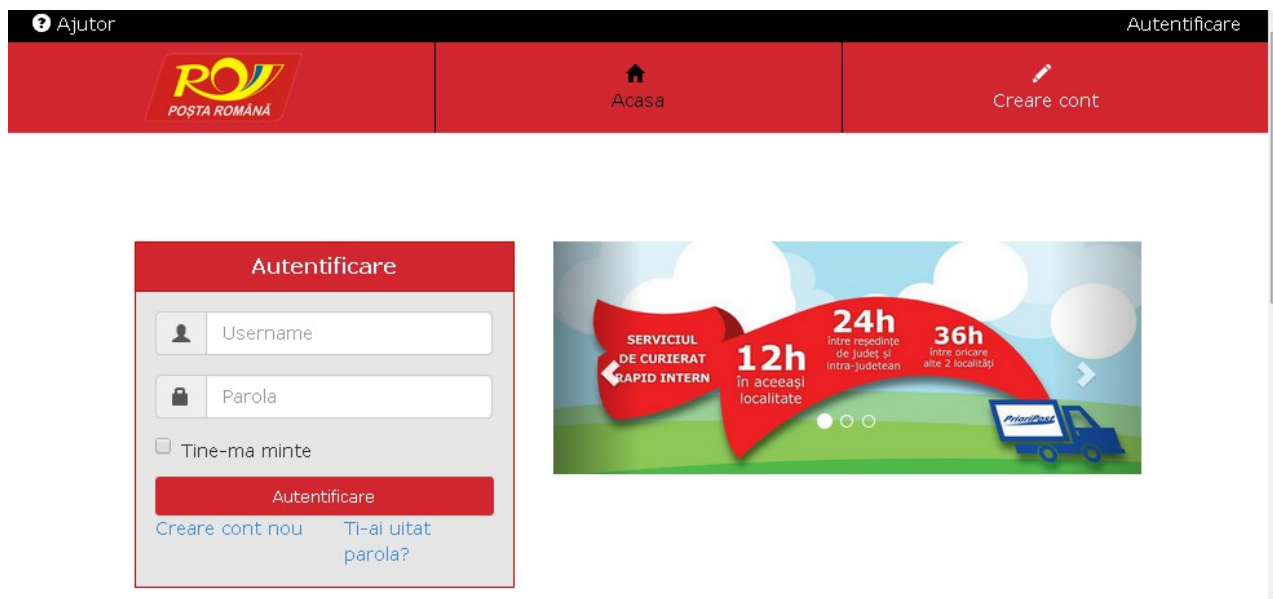 Ajutor
Autentificare
POȘTA ROMÂNĂ
Acasa
Creare cont
Autentificare
Username
Parola
Tine-ma minte
Autentificare
Creare cont nou
Ti-ai uitat
parola?
SERVICIUL
DE CURIERAT
RAPID INTERN
12h
în aceeași
localitate
24h
între reședințe
de județ și
intra-judetean
36h
între oricare
alte 2 localități
PrioriPost